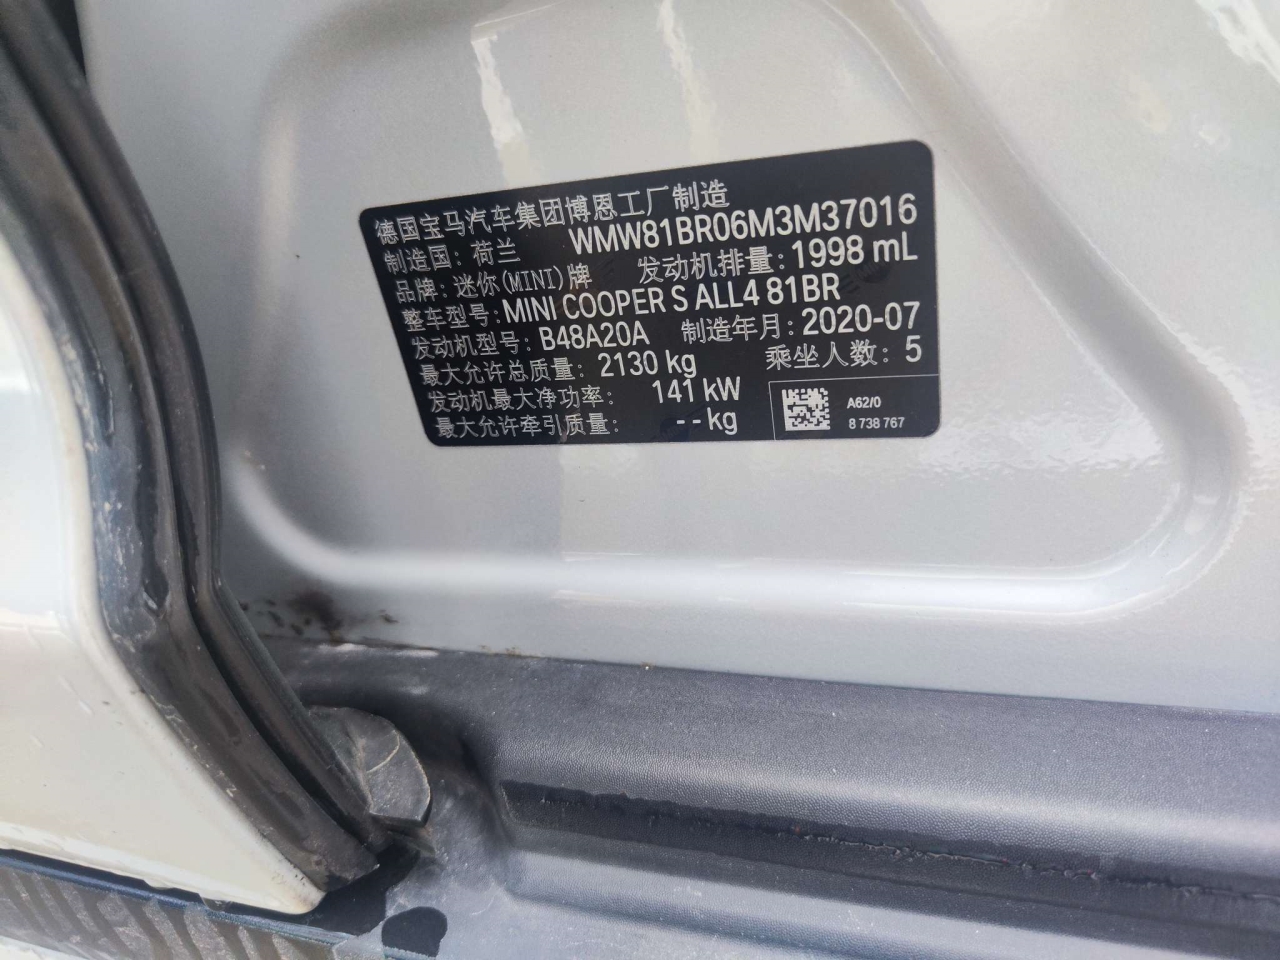 德国宝马汽车集团博恩工厂制造
制造国：荷兰 WMW81BR06M3M37016
品牌：迷你(MINI)牌 发动机排量：1998 mL
整车型号：MINI COOPER S ALL4 81BR
发动机型号：B48A20A 制造年月：2020-07
最大允许总质量：2130 kg 乘坐人数：5
发动机最大净功率：141 kW
最大允许牵引质量：--kg
A62/0
8 738 767